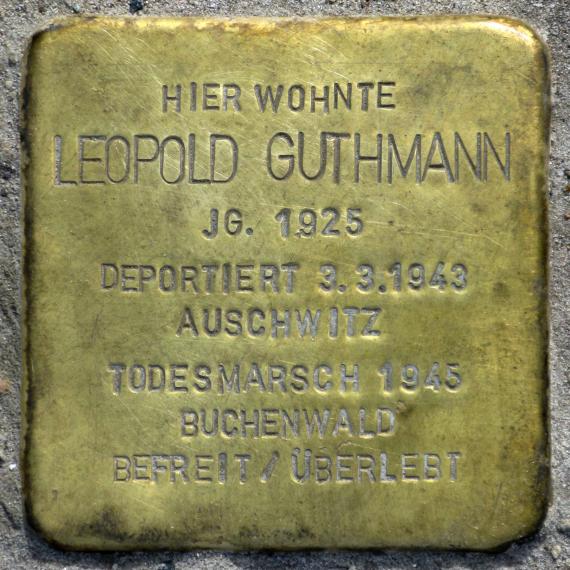 HIER WOHNTE
LEOPOLD GUTHMANN
JG. 1925
DEPORTIERT 3.3.1943
AUSCHWITZ
TODESMARSCH 1945
BUCHENWALD
BEFREIT / ÜBERLEBT